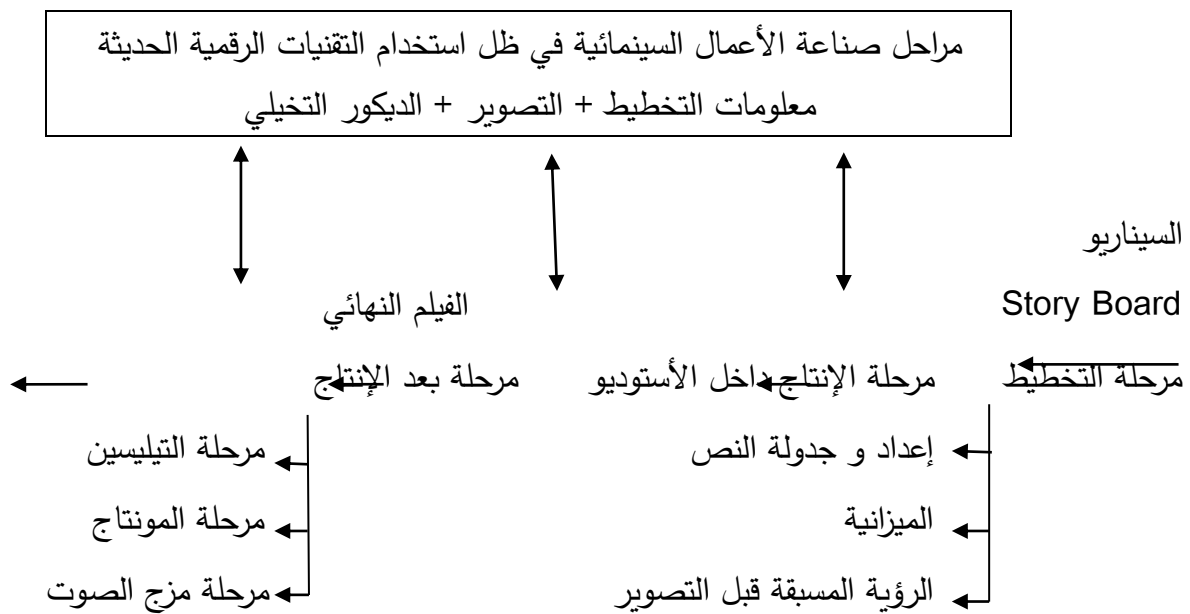 مراحل صناعة الأعمال السينمائية في ظل استخدام التقنيات الرقمية الحديثة
معلومات التخطيط + التصوير + الديكور التخيلي
السيناريو
Story Board
الفيلم النهائي
مرحلة التخطيط
مرحلة الإنتاج داخل الأستوديو
مرحلة بعد الإنتاج
إعداد و جدولة النص
مرحلة التيليسين
الميزانية
مرحلة المونتاج
الرؤية المسبقة قبل التصوير
مرحلة مزج الصوت